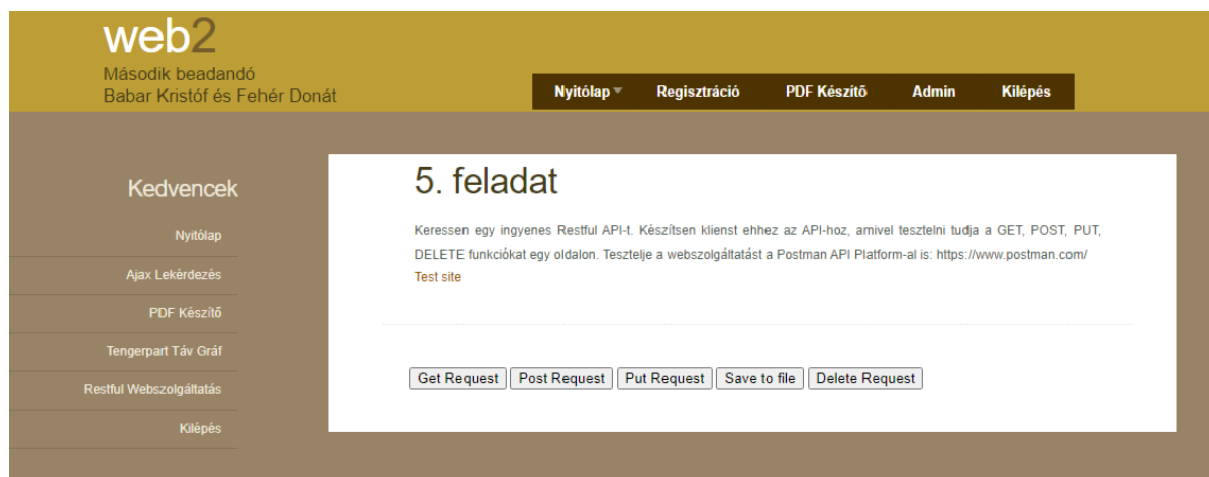 web2
Második beadandó
Babar Kristóf és Fehér Donát
Nyitólap Regisztráció PDF Készítő Admin Kilépés
Kedvencek
Nyitólap
Ajax Lekérdezés
PDF Készítő
Tengerpart Táv Gráf
Restful Webszolgáltatás
Kilépés
5. feladat
Keressen egy ingyenes Restful API-t. Készítsen klienst ehhez az API-hoz, amivel tesztelni tudja a GET, POST, PUT,
DELETE funkciókat egy oldalon. Tesztelje a webszolgáltatást a Postman API Platform-al is: https://www.postman.com/
Test site
Get Request Post Request Put Request Save to file Delete Request